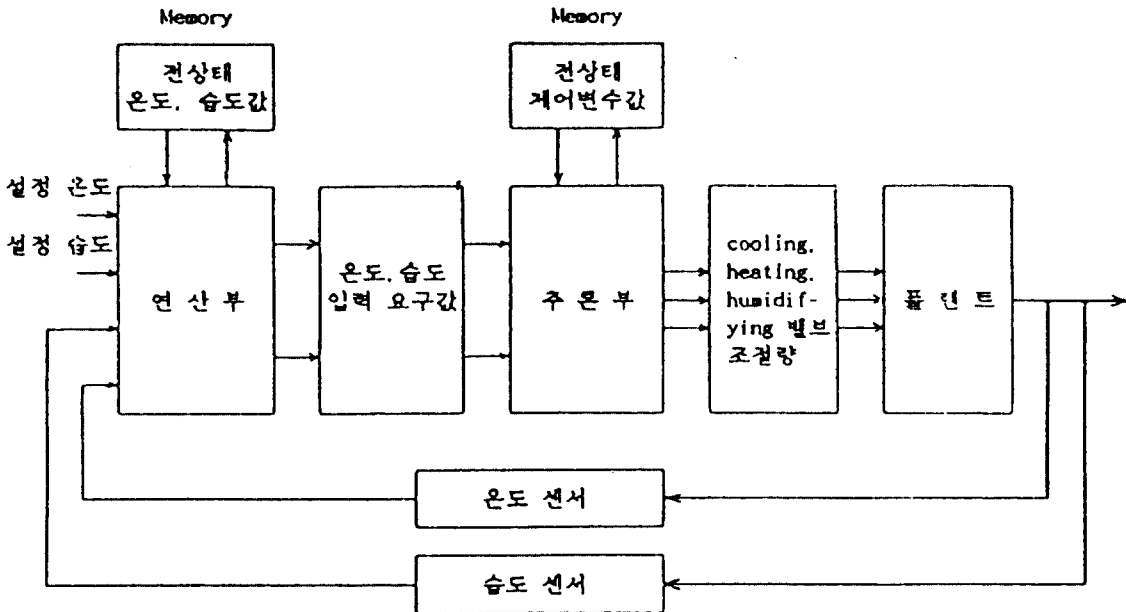 Memory
Memory
전상태
온도, 습도값
전상태
제어변수값
설정 온도
설정 습도
연 산 부
온도, 습도
입력 요구값
추 론 부
cooling,
heating,
humidif-
ying 밸브
조절량
플 랜 트
온도 센서
습도 센서